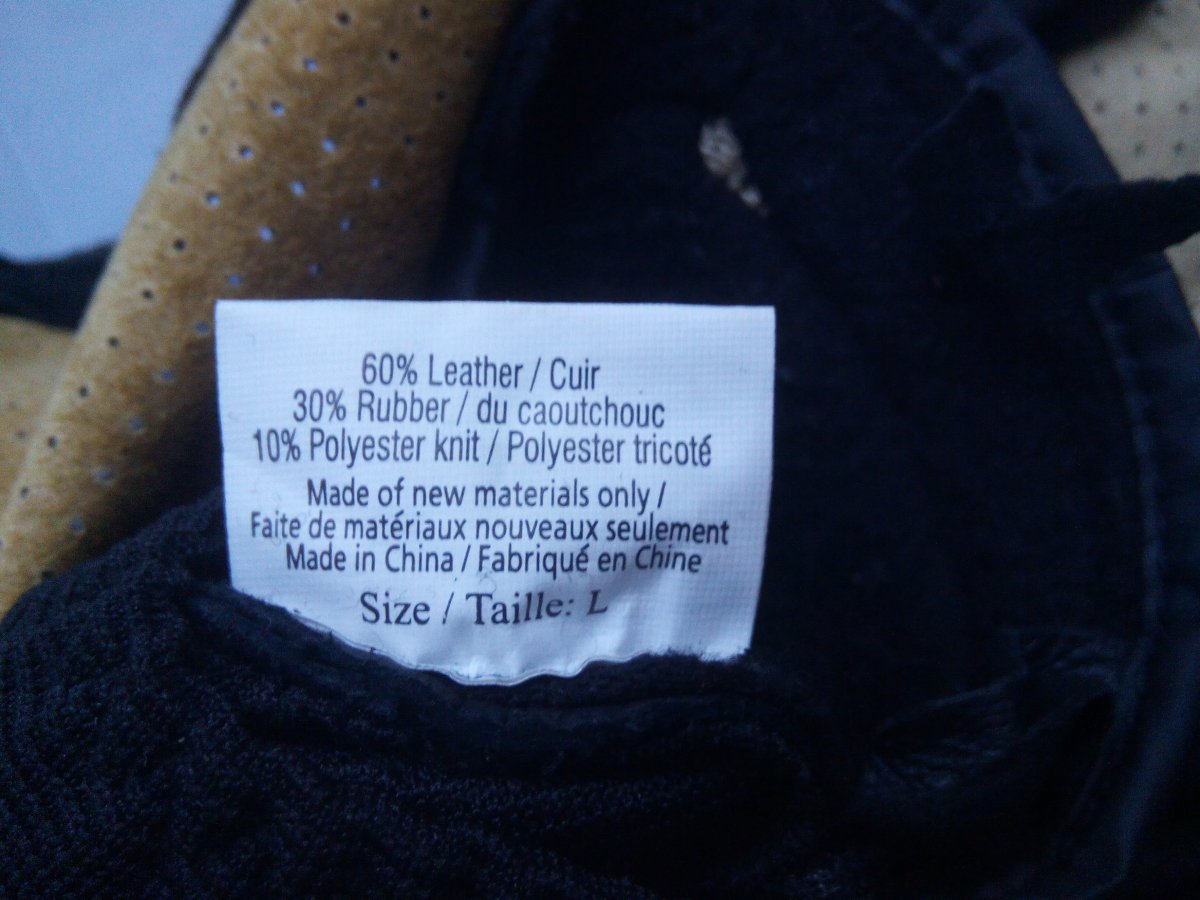 60% Leather / Cuir
30% Rubber / du caoutchouc
10% Polyester knit / Polyester tricoté
Made of new materials only /
Faite de matériaux nouveaux seulement
Made in China / Fabriqué en Chine
Size / Taille: L